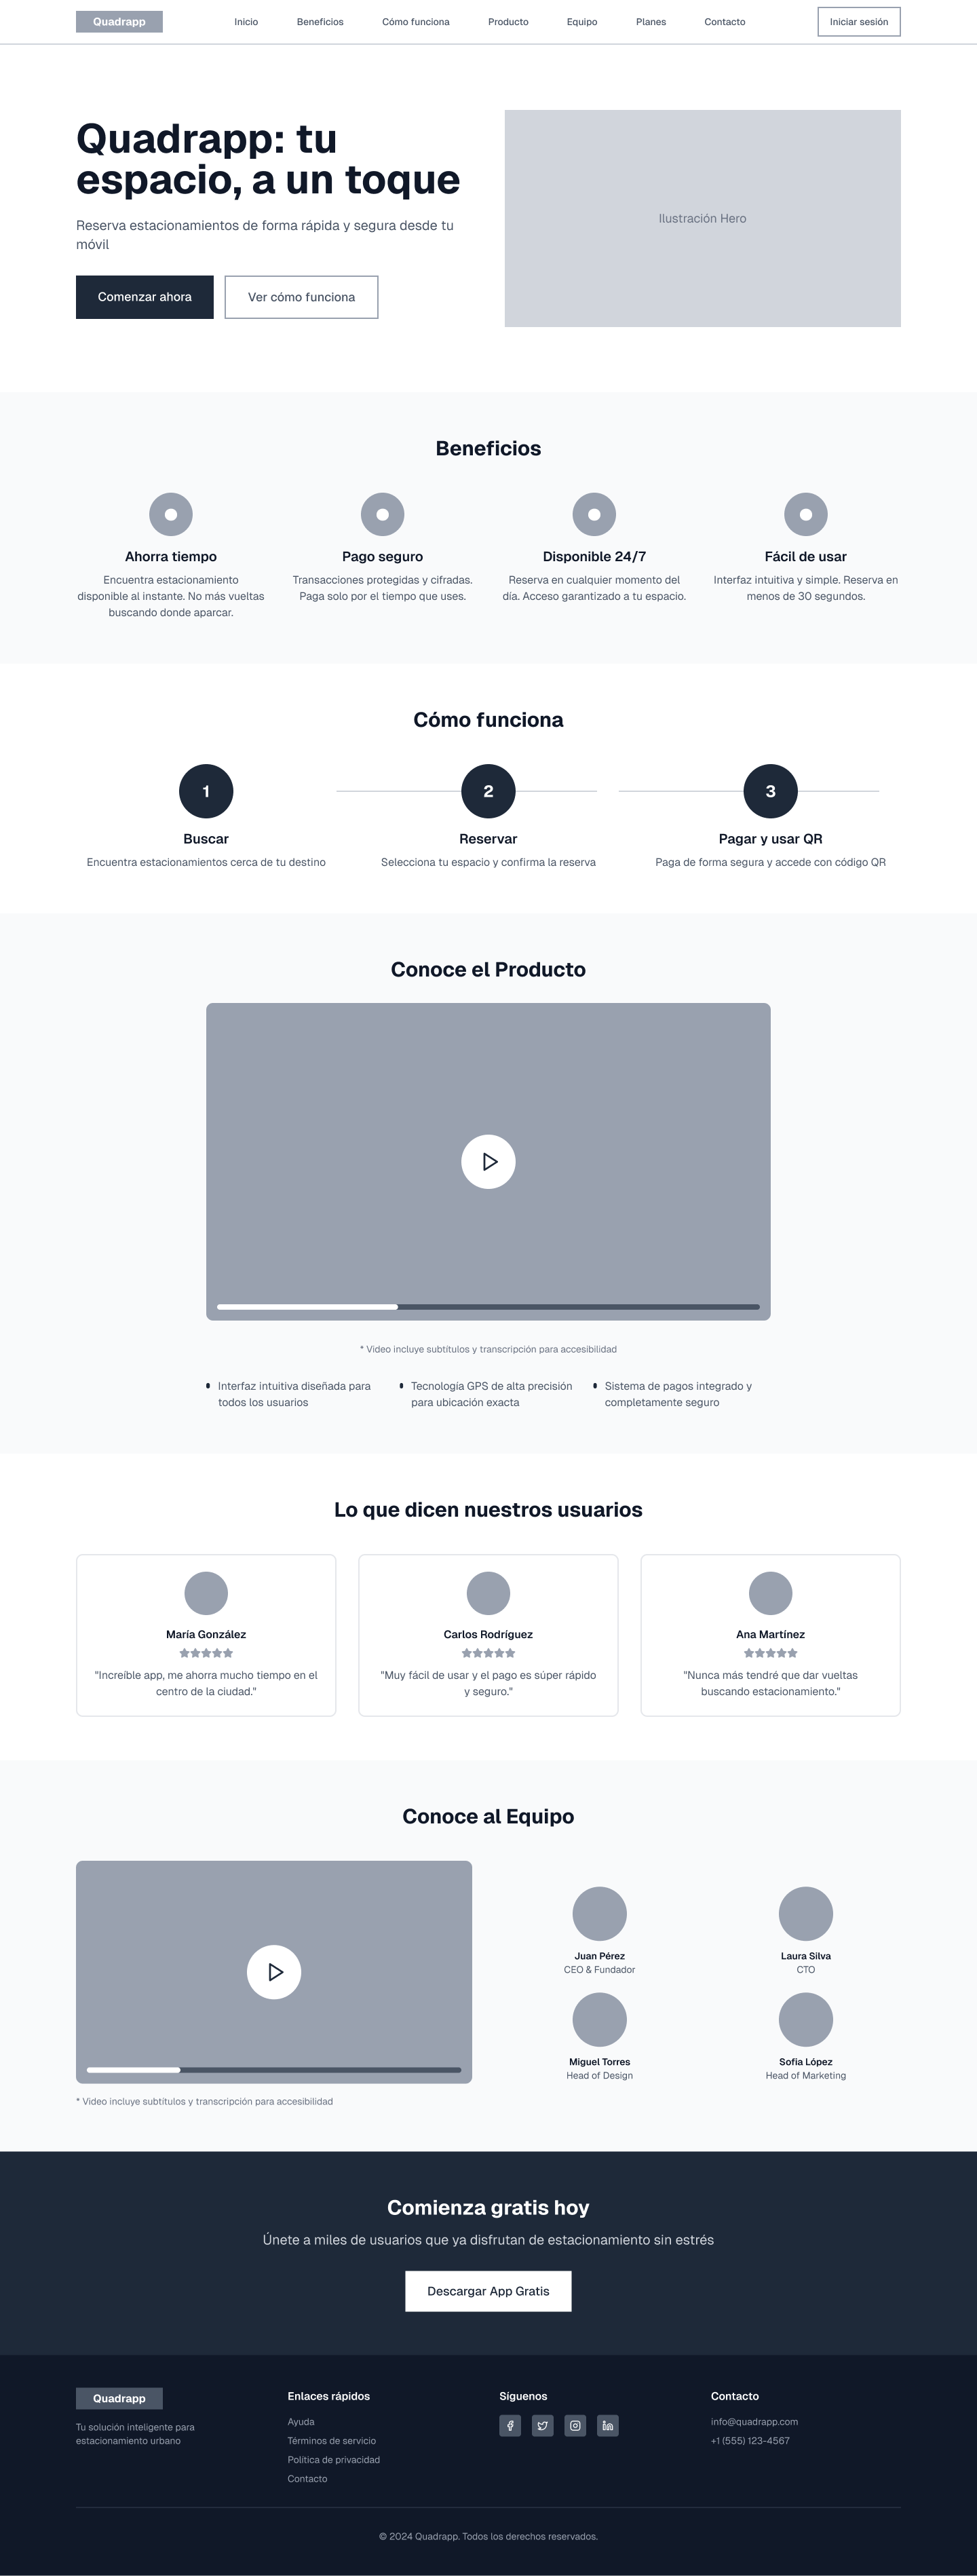 Quadrapp
Inicio
Beneficios
Cómo funciona
Producto
Equipo
Planes
Contacto
Iniciar sesión
Quadrapp: tu
espacio, a un toque
Reserva estacionamientos de forma rápida y segura desde tu
móvil
Comenzar ahora
Ver cómo funciona
Ilustración Hero
Beneficios
Ahorra tiempo
Encuentra estacionamiento
disponible al instante. No más vueltas
buscando donde aparcar.
Pago seguro
Transacciones protegidas y cifradas.
Paga solo por el tiempo que uses.
Disponible 24/7
Reserva en cualquier momento del
día. Acceso garantizado a tu espacio.
Fácil de usar
Interfaz intuitiva y simple. Reserva en
menos de 30 segundos.
Cómo funciona
1
Buscar
Encuentra estacionamientos cerca de tu destino
2
Reservar
Selecciona tu espacio y confirma la reserva
3
Pagar y usar QR
Paga de forma segura y accede con código QR
Conoce el Producto
* Video incluye subtítulos y transcripción para accesibilidad
Interfaz intuitiva diseñada para
todos los usuarios
Tecnología GPS de alta precisión
para ubicación exacta
Sistema de pagos integrado y
completamente seguro
Lo que dicen nuestros usuarios
María González
"Increíble app, me ahorra mucho tiempo en el
centro de la ciudad."
Carlos Rodríguez
"Muy fácil de usar y el pago es súper rápido
y seguro."
Ana Martínez
"Nunca más tendré que dar vueltas
buscando estacionamiento."
Conoce al Equipo
* Video incluye subtítulos y transcripción para accesibilidad
Juan Pérez
CEO & Fundador
Laura Silva
CTO
Miguel Torres
Head of Design
Sofia López
Head of Marketing
Comienza gratis hoy
Únete a miles de usuarios que ya disfrutan de estacionamiento sin estrés
Descargar App Gratis
Quadrapp
Tu solución inteligente para
estacionamiento urbano
Enlaces rápidos
Ayuda
Términos de servicio
Política de privacidad
Contacto
Síguenos
Contacto
info@quadrapp.com
+1 (555) 123-4567
© 2024 Quadrapp. Todos los derechos reservados.